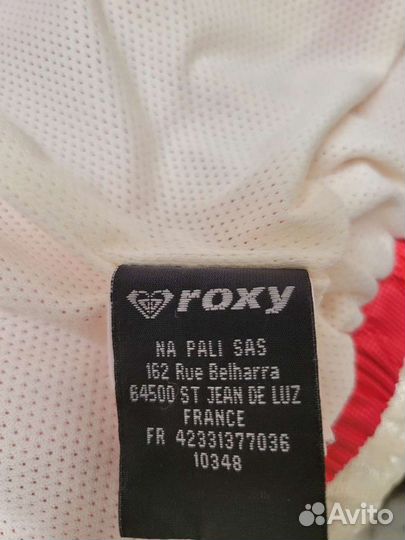 roxy
NA PALI SAS
162 Rue Belharra
64500 ST JEAN DE LUZ
FRANCE
FR 42331377036
10348
Avito